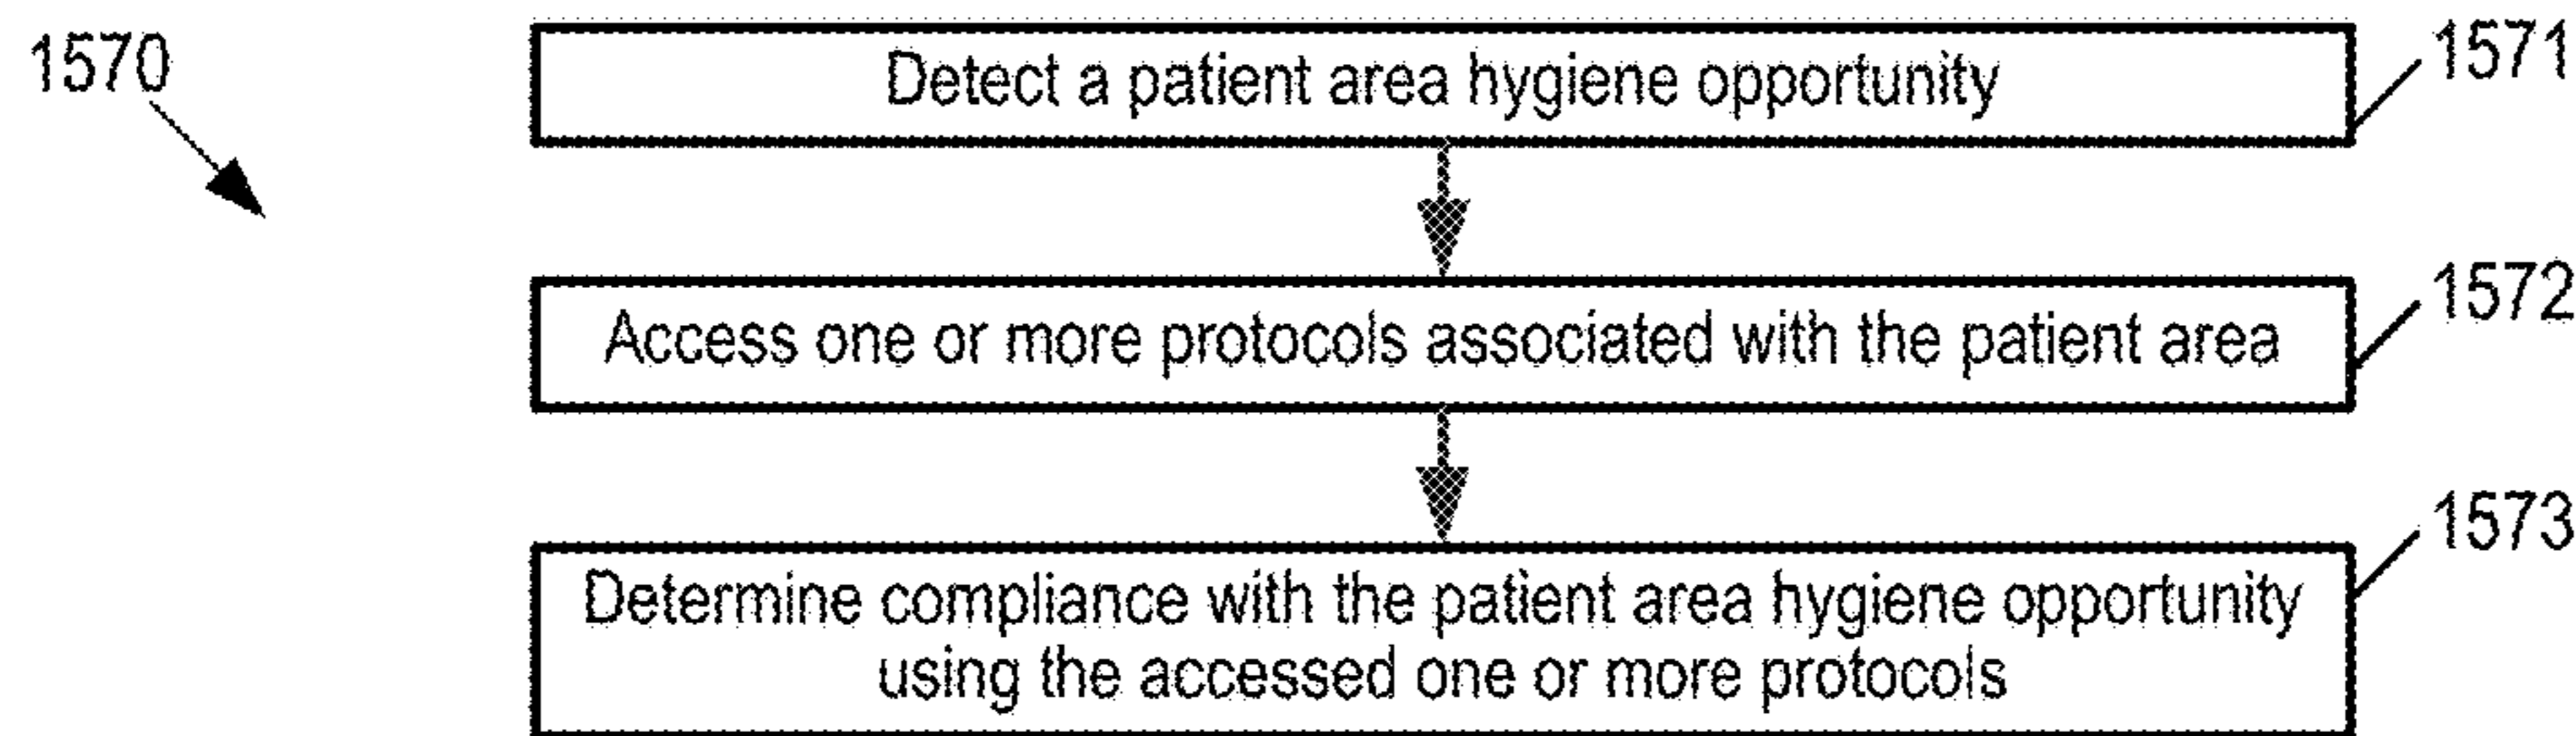 1570
Detect a patient area hygiene opportunity
1571
Access one or more protocols associated with the patient area
1572
Determine compliance with the patient area hygiene opportunity
using the accessed one or more protocols
1573